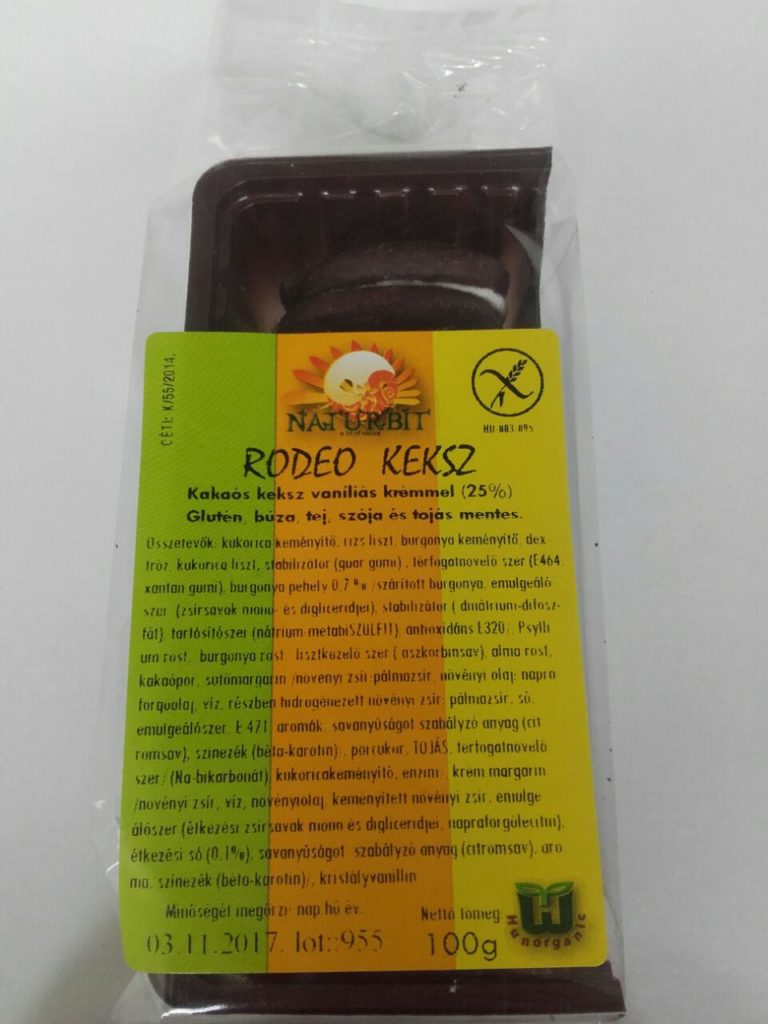 CÉTI: K/55/2014.
NATURBIT
a bit of nature
HU-083-095
RODEO KEKSZ
Kakaós keksz vaníliás krémmel (25%)
Glutén, búza, tej, szója és tojás mentes.
Összetevők: kukorica keményítő, rizs liszt, burgonya keményítő, dex
tróz, kukorica liszt, stabilizátor (guar gumi) , térfogatnövelő szer (E464,
xantan gumi), burgonya pehely 0,7% /szárított burgonya, emulgeáló
szer (zsírsavak mono- és digliceridjei), stabilizátor ( dinátrium-difosz-
fát), tartósítószer (nátrium-metabiSZULFIT), antioxidáns E320/, Psylli
um rost, burgonya rost, lisztkezelő szer ( aszkorbinsav), alma rost,
kakaópor, sütőmargarin /növényi zsír-pálmazsír, növényi olaj: napra
forgóolaj, víz, részben hidrogénezett növényi zsír: pálmazsír, só,
emulgeálószer: E 471, aromák, savanyúságot szabályzó anyag (cit
romsav), színezék (béta-karotin)/, porcukor, TOJÁS, térfogatnövelő
szer/ (Na-bikarbonát), kukoricakeményítő, enzim/, krém margarin
/növényi zsír, víz, növényiolaj, keményített növényi zsír, emulge
álószer (étkezési zsírsavak mono és digliceridjei, napraforgólecitin),
étkezési só (0,1%), savanyúságot szabályzó anyag (citromsav), aro
ma, színezék (béta-karotin)/, kristályvanillin
Minőségét megőrzi: nap hó év
Nettó tömeg:
03.11.2017. lot::955
100g
Hunorganic